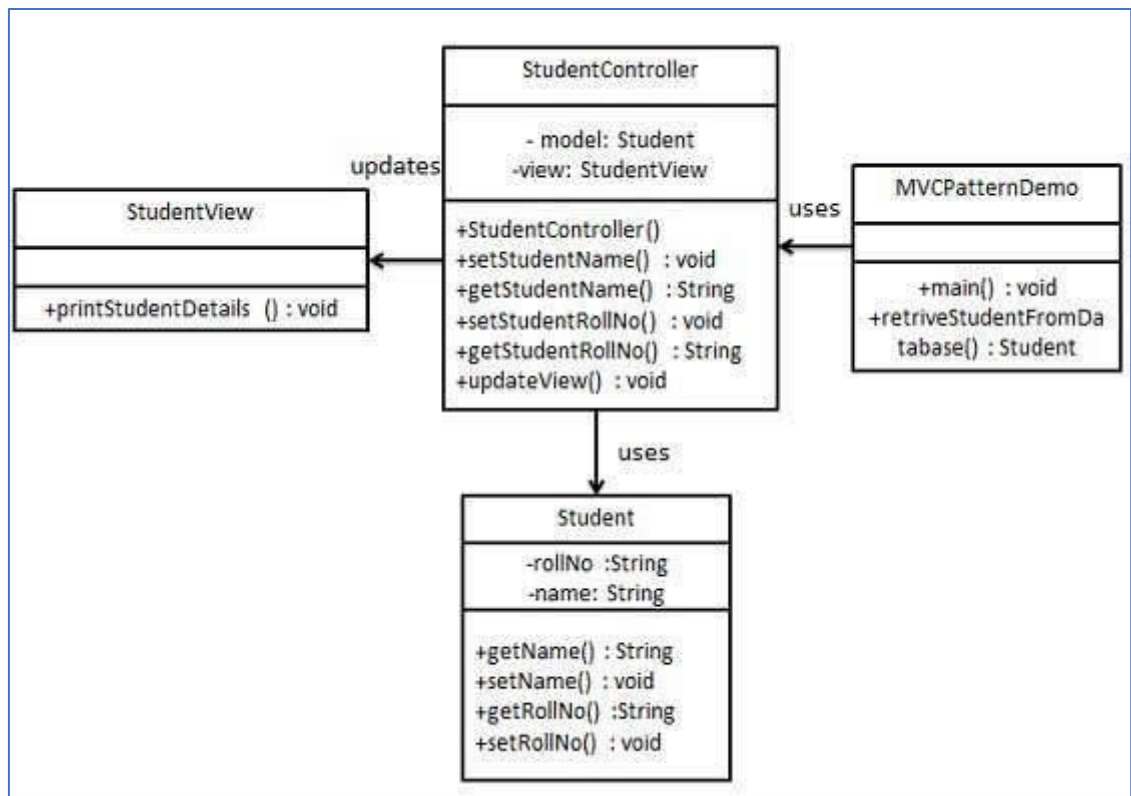 StudentController
- model: Student
-view: StudentView
+StudentController()
+setStudentName() : void
+getStudentName() : String
+setStudentRollNo() : void
+getStudentRollNo() : String
+updateView() : void
updates
StudentView
+printStudentDetails () : void
uses
MVCPatternDemo
+main() : void
+retriveStudentFromDa
tabase() : Student
uses
Student
-rollNo :String
-name: String
+getName() : String
+setName() : void
+getRollNo() :String
+setRollNo() : void